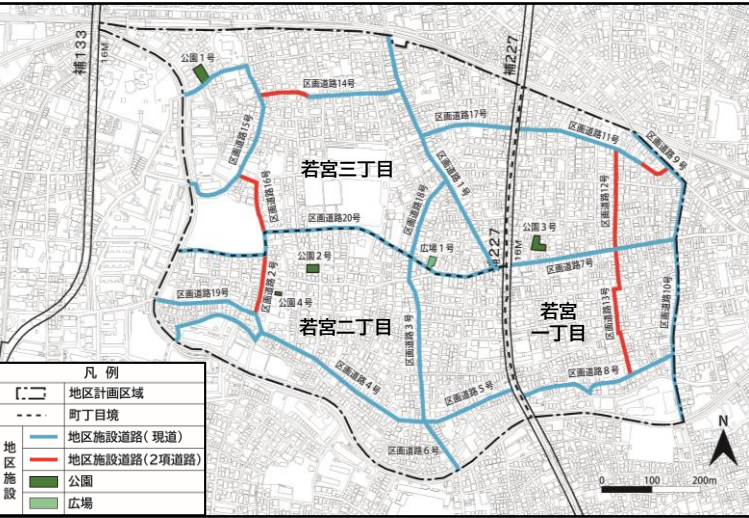 補133
16M
補227
公園1号
区画道路14号
区画道路17号
区画道路11号
区画道路9号
区画道路15号
若宮三丁目
区画道路1号
区画道路16号
区画道路18号
区画道路12号
区画道路20号
公園3号
広場1号
補227
16M
公園2号
区画道路7号
区画道路2号
公園4号
区画道路19号
区画道路10号
区画道路13号
若宮二丁目
区画道路3号
若宮
一丁目
区画道路4号
区画道路8号
区画道路5号
区画道路6号
凡例
地区計画区域
町丁目境
地区施設
地区施設道路(現道)
地区施設道路(2項道路)
公園
広場
N
0 100 200m